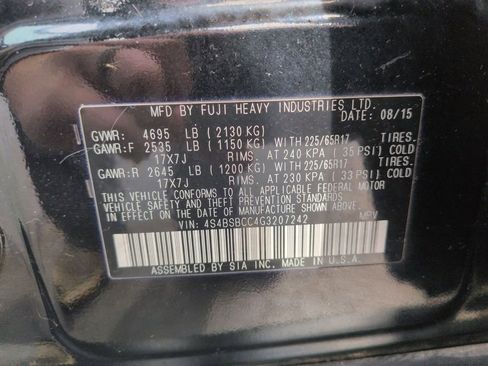 MFD BY FUJI HEAVY INDUSTRIES LTD.
DATE: 08/15
GVWR: 4695 LB (2130 KG)
GAWR:F 2535 LB (1150 KG) WITH 225/65R17 TIRES.
17X7J RIMS. AT 240 KPA (35 PSI) COLD
GAWR:R 2645 LB (1200 KG) WITH 225/65R17 TIRES.
17X7J RIMS. AT 230 KPA (33 PSI) COLD
THIS VEHICLE CONFORMS TO ALL APPLICABLE FEDERAL MOTOR
VEHICLE SAFETY STANDARDS IN EFFECT ON THE DATE OF
MANUFACTURE SHOWN ABOVE.
VIN: 4S4BSBCC4G3207242 MPV
ASSEMBLED BY SIA INC. MADE IN U.S.A.